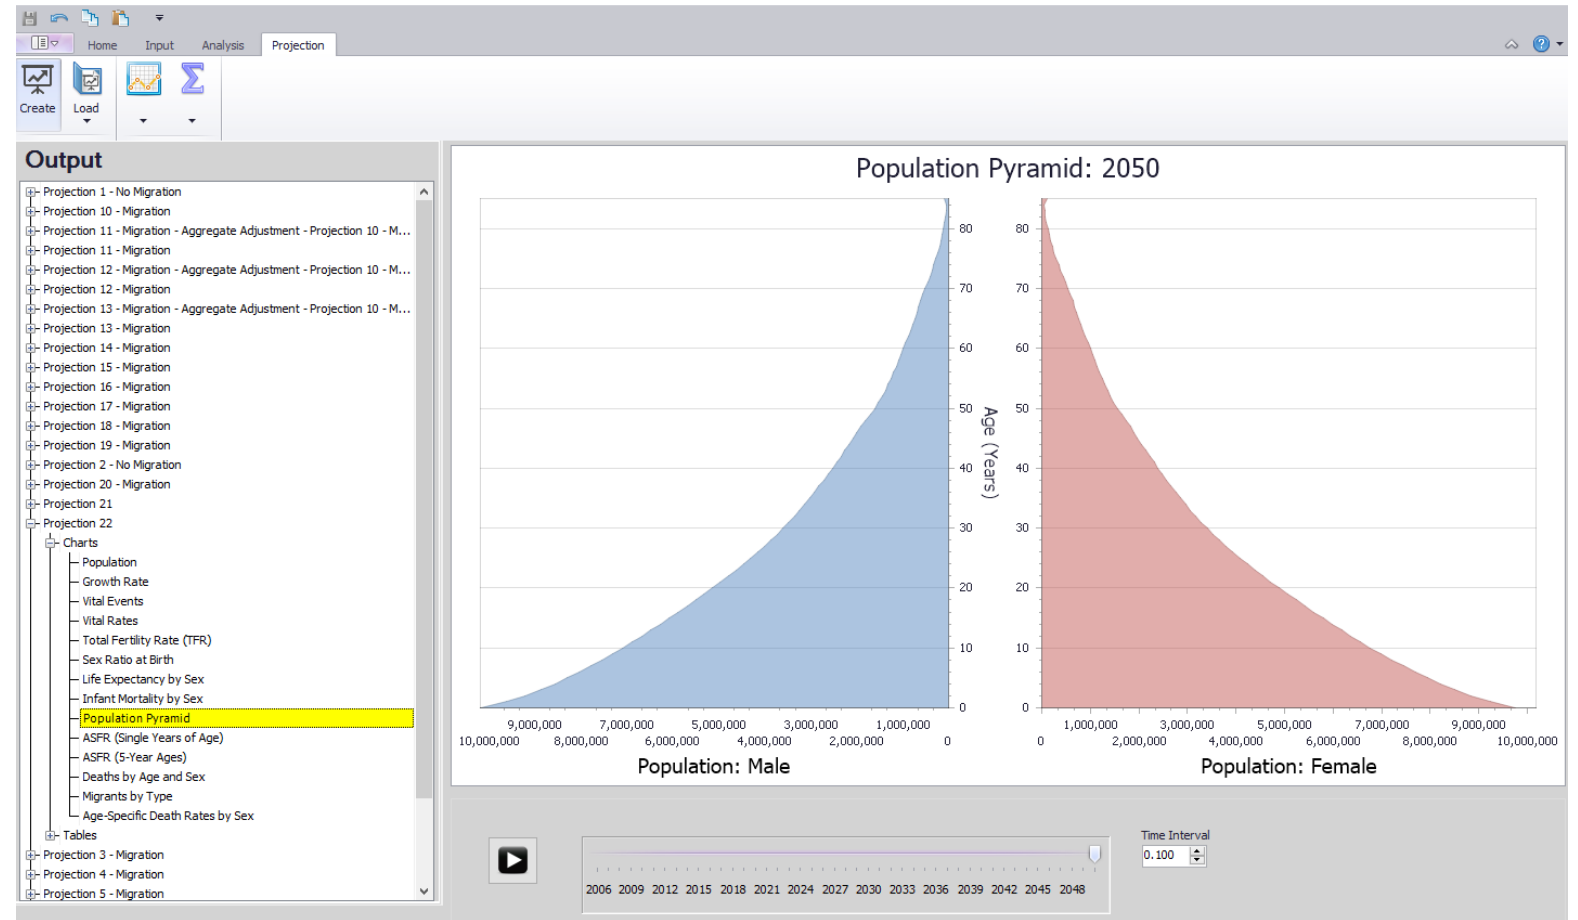 Home Input Analysis Projection
Create Load
Output
Projection 1 - No Migration
Projection 10 - Migration
Projection 11 - Migration - Aggregate Adjustment - Projection 10 - M...
Projection 11 - Migration
Projection 12 - Migration - Aggregate Adjustment - Projection 10 - M...
Projection 12 - Migration
Projection 13 - Migration - Aggregate Adjustment - Projection 10 - M...
Projection 13 - Migration
Projection 14 - Migration
Projection 15 - Migration
Projection 16 - Migration
Projection 17 - Migration
Projection 18 - Migration
Projection 19 - Migration
Projection 2 - No Migration
Projection 20 - Migration
Projection 21
Projection 22
Charts
Population
Growth Rate
Vital Events
Vital Rates
Total Fertility Rate (TFR)
Sex Ratio at Birth
Life Expectancy by Sex
Infant Mortality by Sex
Population Pyramid
ASFR (Single Years of Age)
ASFR (5-Year Ages)
Deaths by Age and Sex
Migrants by Type
Age-Specific Death Rates by Sex
Tables
Projection 3 - Migration
Projection 4 - Migration
Projection 5 - Migration
Population Pyramid: 2050
80 80
70 70
60 60
50 50
40 40
30 30
20 20
10 10
0 0
Age (Years)
9,000,000 7,000,000 5,000,000 3,000,000 1,000,000 1,000,000 3,000,000 5,000,000 7,000,000 9,000,000
10,000,000 8,000,000 6,000,000 4,000,000 2,000,000 0 0 2,000,000 4,000,000 6,000,000 8,000,000 10,000,000
Population: Male Population: Female
Time Interval
0.100
2006 2009 2012 2015 2018 2021 2024 2027 2030 2033 2036 2039 2042 2045 2048